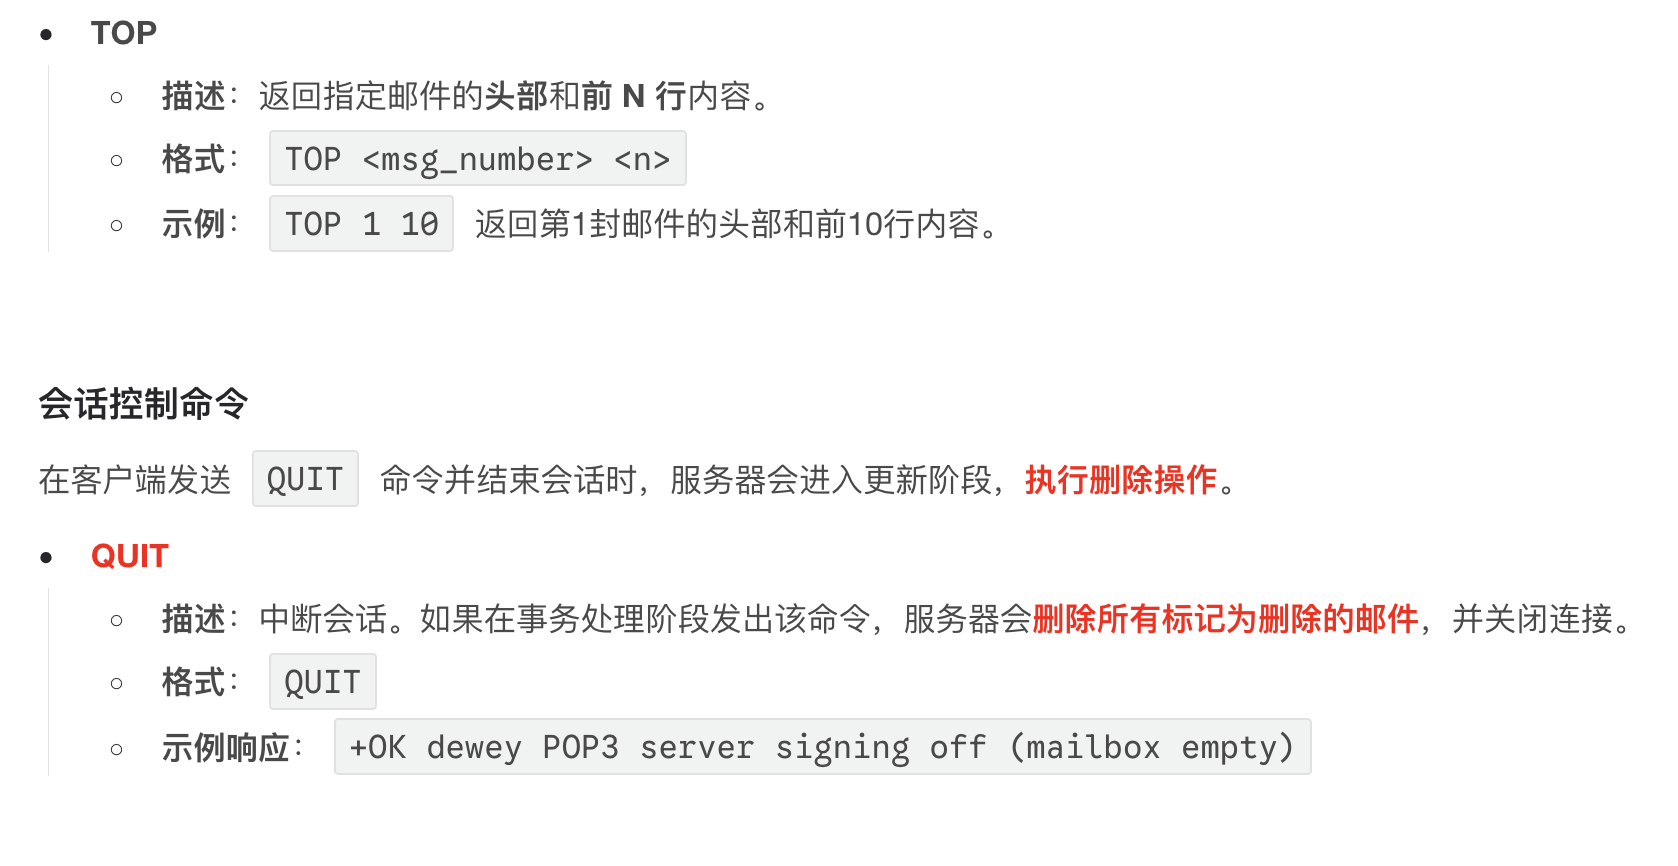 TOP
描述：返回指定邮件的头部和前 N 行内容。
格式： TOP <msg_number> <n>
示例： TOP 1 10 返回第1封邮件的头部和前10行内容。
会话控制命令
在客户端发送 QUIT 命令并结束会话时，服务器会进入更新阶段，执行删除操作。
QUIT
描述：中断会话。如果在事务处理阶段发出该命令，服务器会删除所有标记为删除的邮件，并关闭连接。
格式： QUIT
示例响应： +OK dewey POP3 server signing off (mailbox empty)